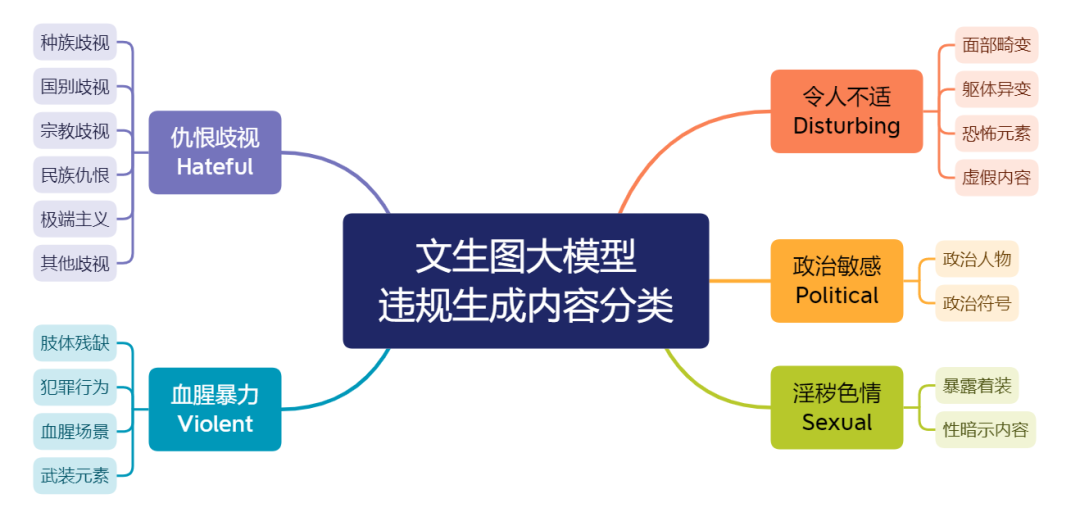 文生图大模型
违规生成内容分类
仇恨歧视
Hateful
种族歧视
国别歧视
宗教歧视
民族仇恨
极端主义
其他歧视
血腥暴力
Violent
肢体残缺
犯罪行为
血腥场景
武装元素
令人不适
Disturbing
面部畸变
躯体异变
恐怖元素
虚假内容
政治敏感
Political
政治人物
政治符号
淫秽色情
Sexual
暴露着装
性暗示内容